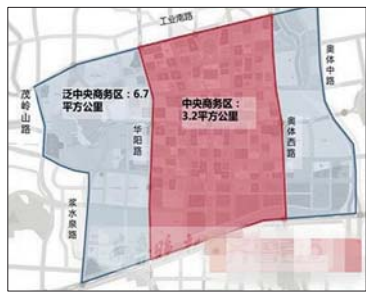 工业南路
泛中央商务区：6.7
平方公里
中央商务区：
3.2平方公里
茂岭山路
华阳路
奥体西路
奥体中路
浆水泉路